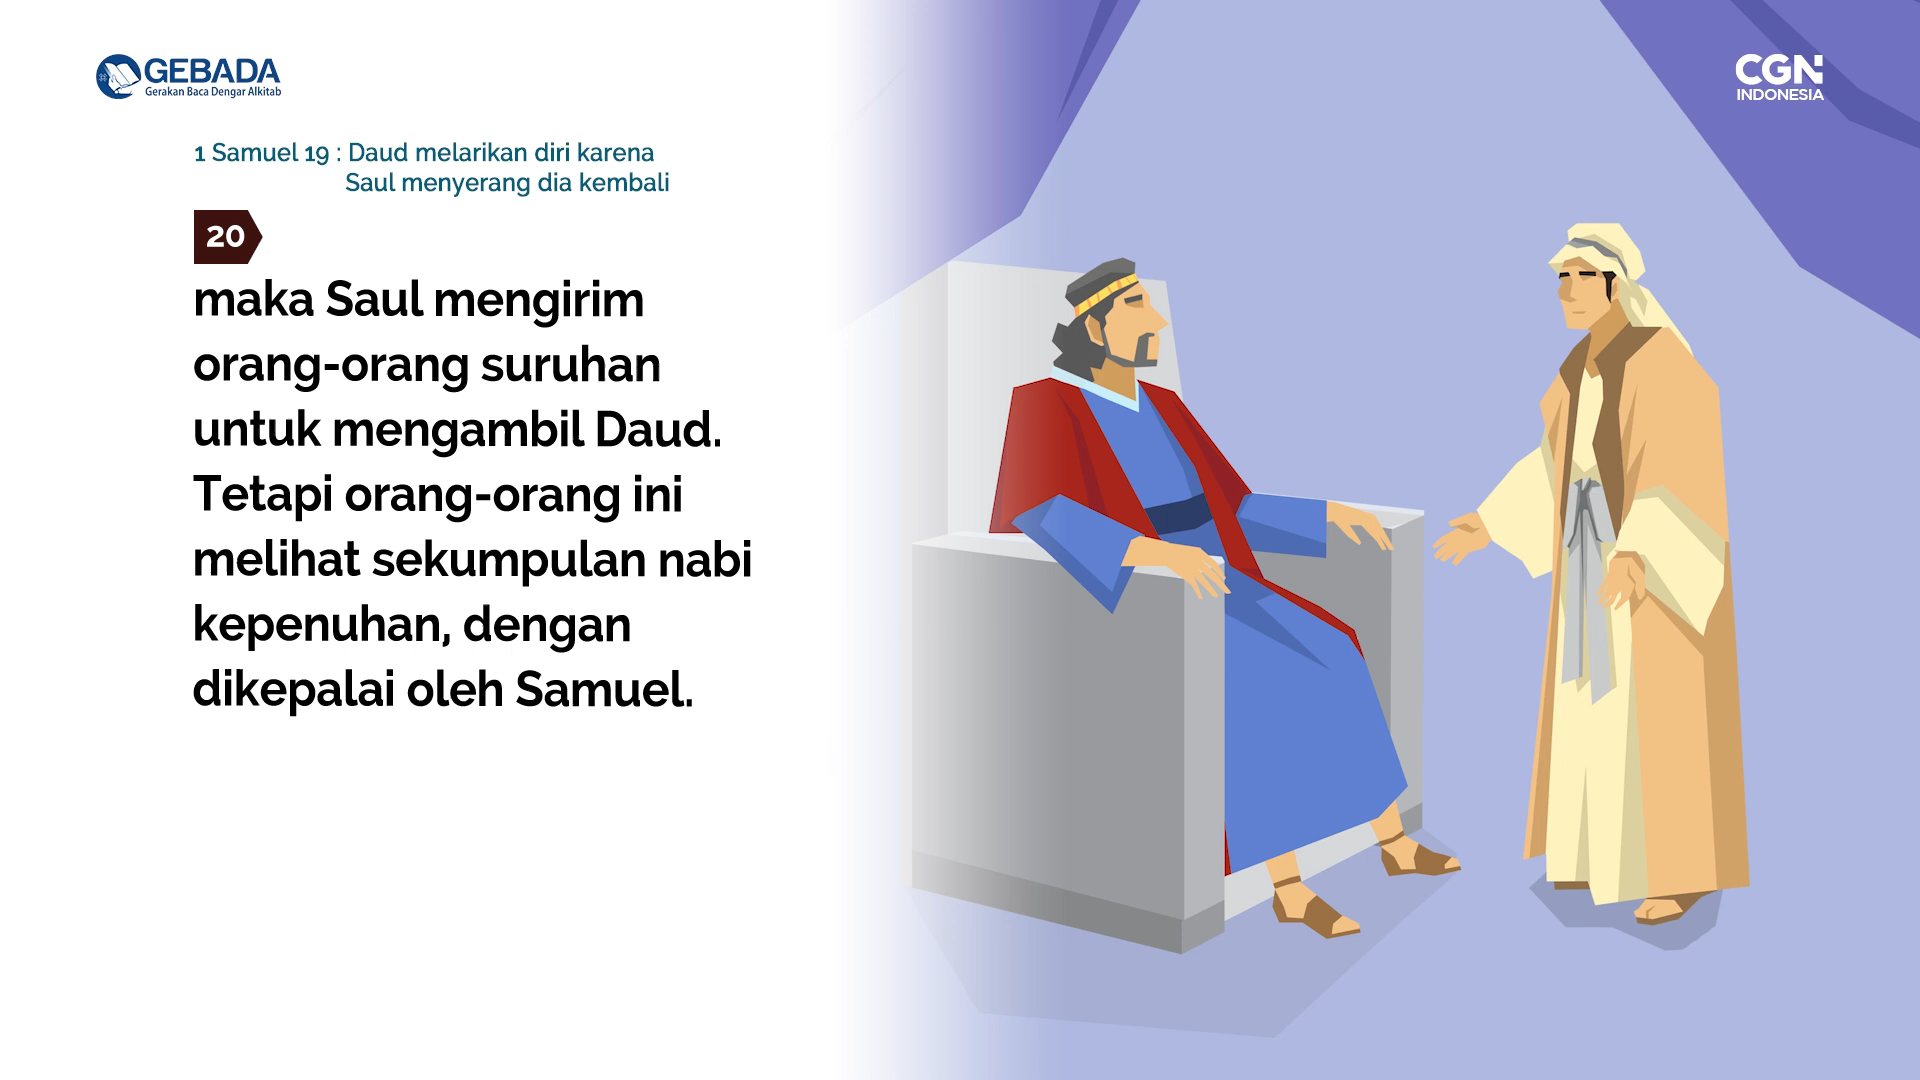 GEBADA
Gerakan Baca Dengar Alkitab
CGN
INDONESIA
1 Samuel 19 : Daud melarikan diri karena
Saul menyerang dia kembali
20
maka Saul mengirim
orang-orang suruhan
untuk mengambil Daud.
Tetapi orang-orang ini
melihat sekumpulan nabi
kepenuhan, dengan
dikepalai oleh Samuel.